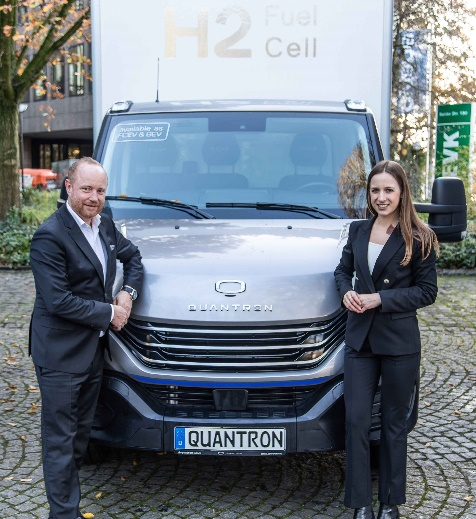 H2 Fuel
Cell
Available as
FCEV & BEV
QUANTRON
QUANTRON